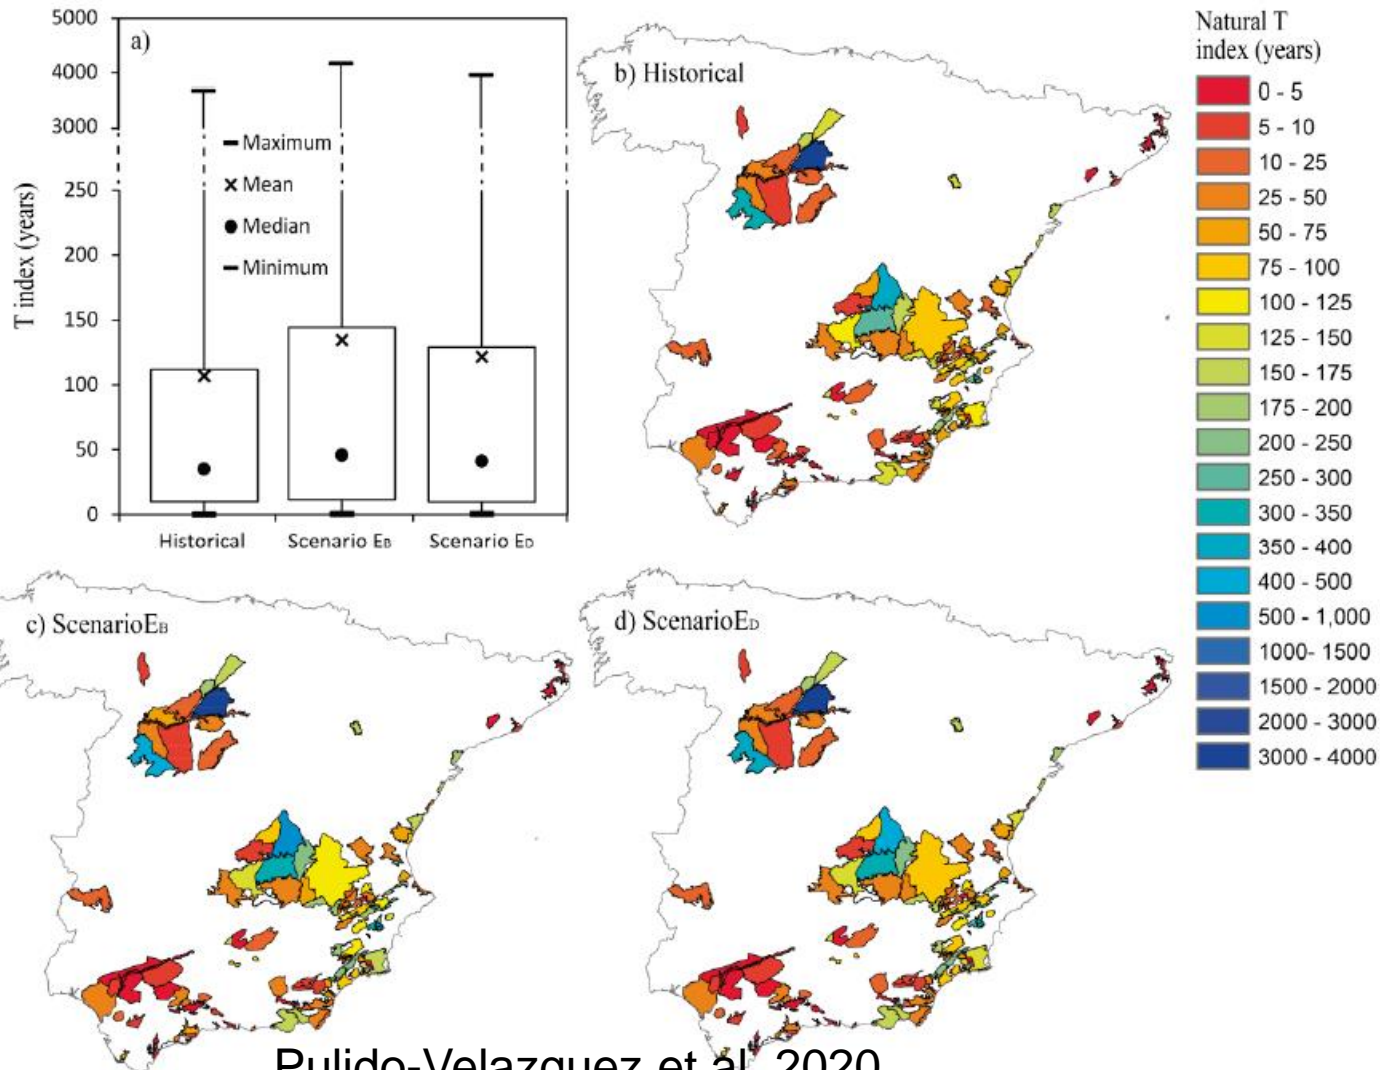 a)
5000
4000
3000
250
200
150
100
50
0
T index (years)
Maximum
Mean
Median
Minimum
Historical
Scenario EB
Scenario ED
b) Historical
Natural T
index (years)
0 - 5
5 - 10
10 - 25
25 - 50
50 - 75
75 - 100
100 - 125
125 - 150
150 - 175
175 - 200
200 - 250
250 - 300
300 - 350
350 - 400
400 - 500
500 - 1,000
1000- 1500
1500 - 2000
2000 - 3000
3000 - 4000
c) ScenarioEB
d) ScenarioED
Pulido-Velazquez et al. 2020